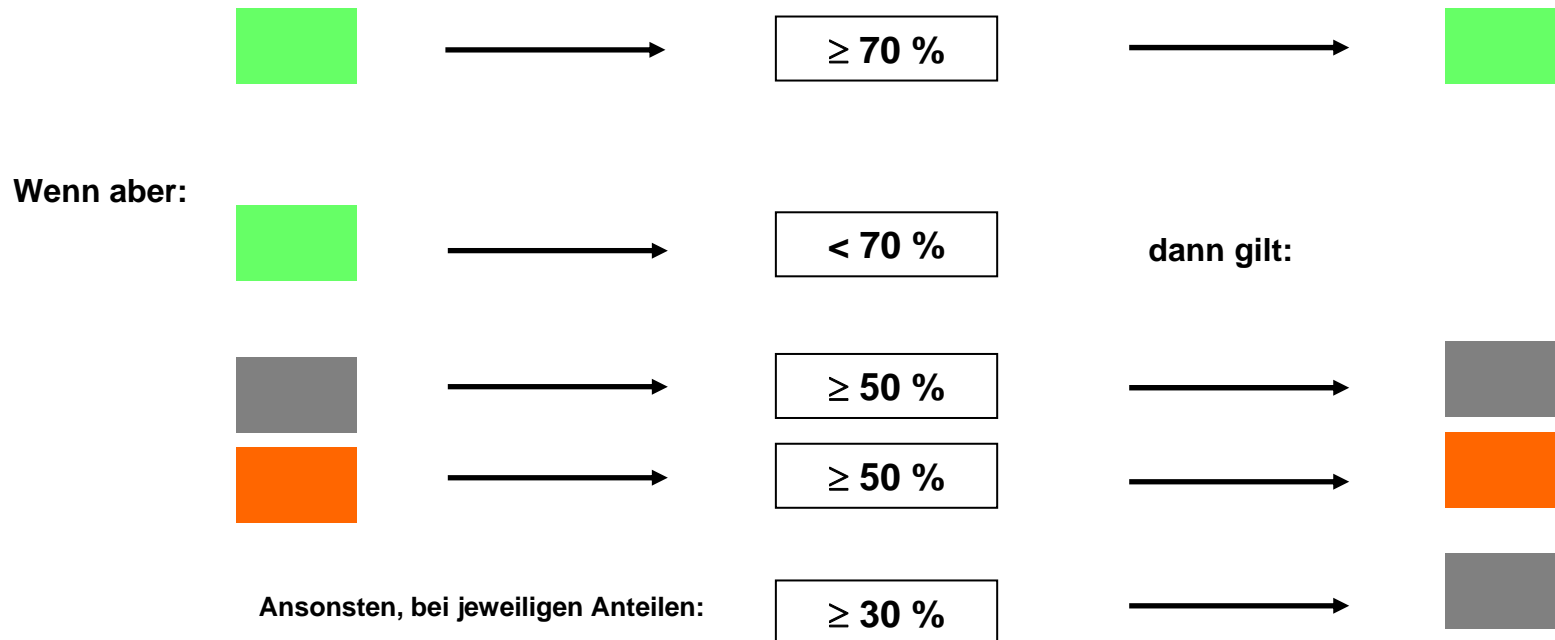 ≥ 70 %
Wenn aber:
< 70 %
dann gilt:
≥ 50 %
≥ 50 %
Ansonsten, bei jeweiligen Anteilen:
≥ 30 %